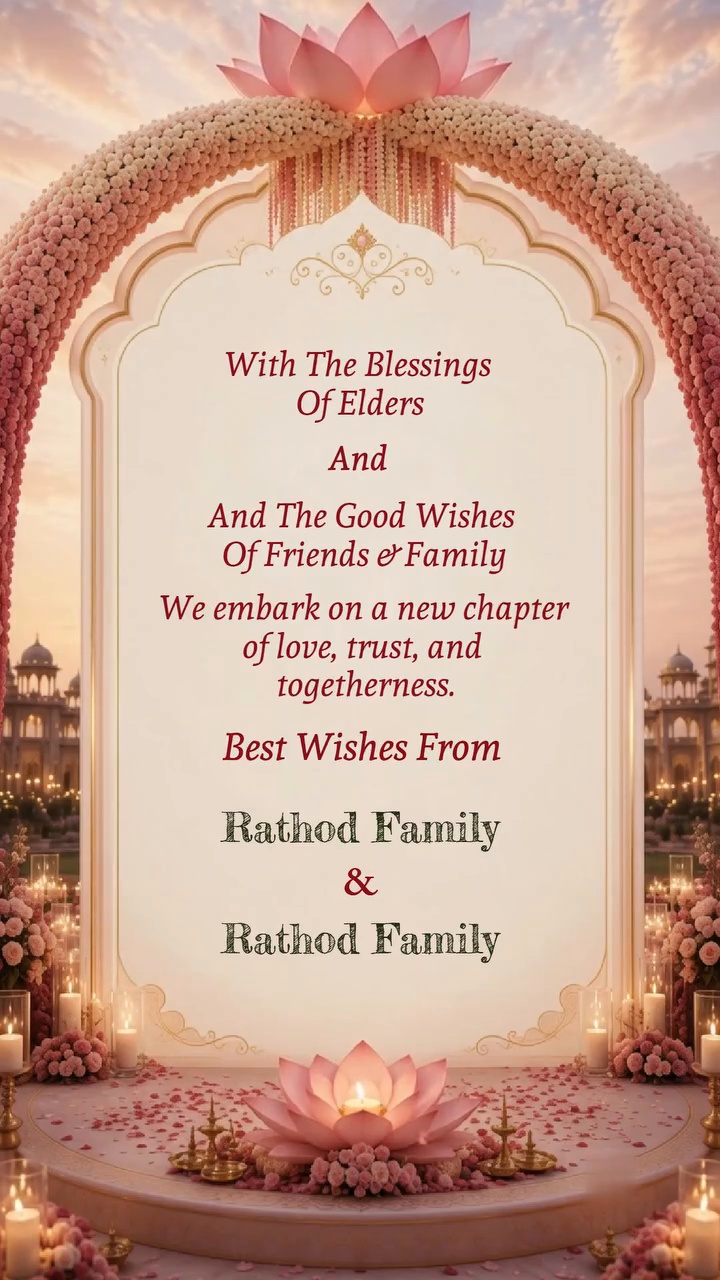 With The Blessings
Of Elders
And
And The Good Wishes
Of Friends & Family
We embark on a new chapter
of love, trust, and
togetherness.
Best Wishes From
Rathod Family
&
Rathod Family